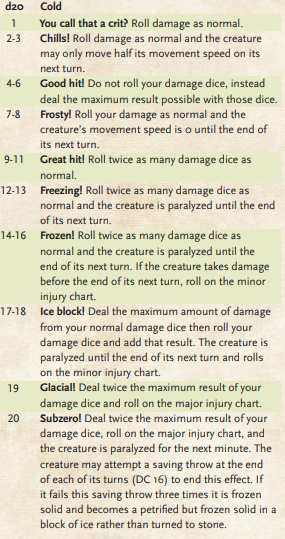 d20 Cold
1 You call that a crit? Roll damage as normal.
2-3 Chills! Roll damage as normal and the creature
may only move half its movement speed on its
next turn.
4-6 Good hit! Do not roll your damage dice, instead
deal the maximum result possible with those dice.
7-8 Frosty! Roll your damage as normal and the
creature's movement speed is 0 until the end of
its next turn.
9-11 Great hit! Roll twice as many damage dice as
normal.
12-13 Freezing! Roll twice as many damage dice as
normal and the creature is paralyzed until the end
of its next turn.
14-16 Frozen! Roll twice as many damage dice as
normal and the creature is paralyzed until the
end of its next turn. If the creature takes damage
before the end of its next turn, roll on the minor
injury chart.
17-18 Ice block! Deal the maximum amount of damage
from your normal damage dice then roll your
damage dice and add that result. The creature is
paralyzed until the end of its next turn and rolls
on the minor injury chart.
19 Glacial! Deal twice the maximum result of your
damage dice and roll on the major injury chart.
20 Subzero! Deal twice the maximum result of your
damage dice, roll on the major injury chart, and
the creature is paralyzed for the next minute. The
creature may attempt a saving throw at the end
of each of its turns (DC 16) to end this effect. If
it fails this saving throw three times it is frozen
solid and becomes a petrified but frozen solid in a
block of ice rather than turned to stone.